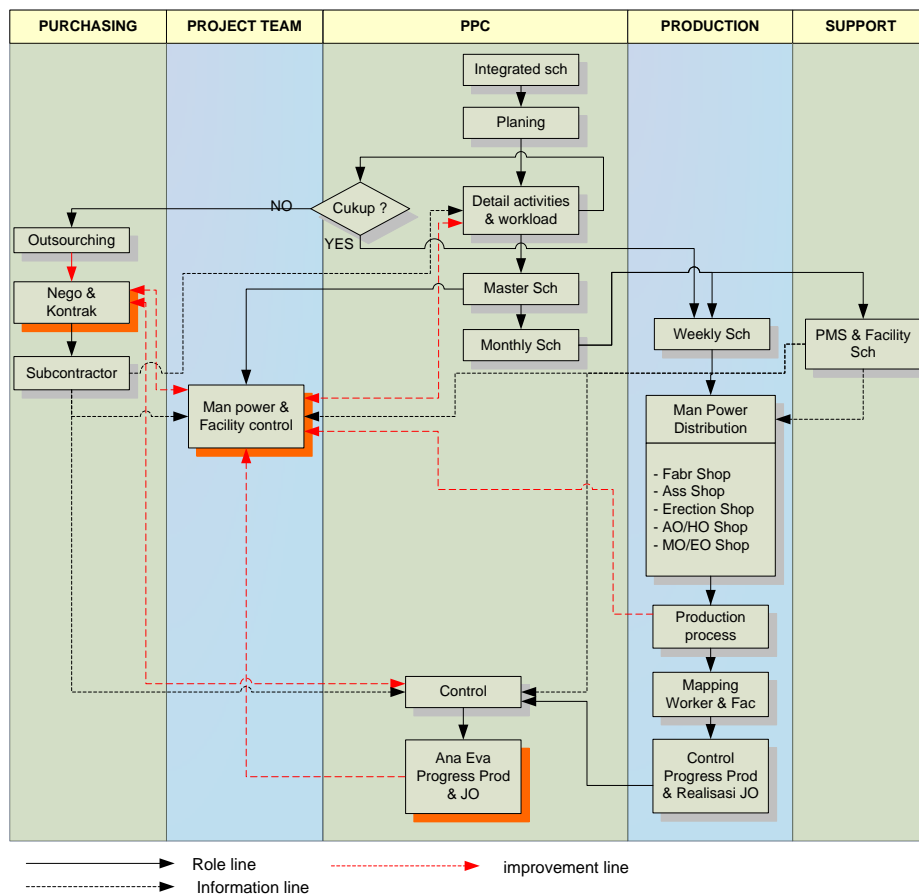 PURCHASING
PROJECT TEAM
PPC
PRODUCTION
SUPPORT
Integrated sch
Planing
Cukup ?
NO
YES
Detail activities
& workload
Outsourching
Nego &
Kontrak
Subcontractor
Master Sch
Monthly Sch
Weekly Sch
PMS & Facility
Sch
Man power &
Facility control
Man Power
Distribution
- Fabr Shop
- Ass Shop
- Erection Shop
- AO/HO Shop
- MO/EO Shop
Production
process
Mapping
Worker & Fac
Control
Ana Eva
Progress Prod
& JO
Control
Progress Prod
& Realisasi JO
Role line
improvement line
Information line